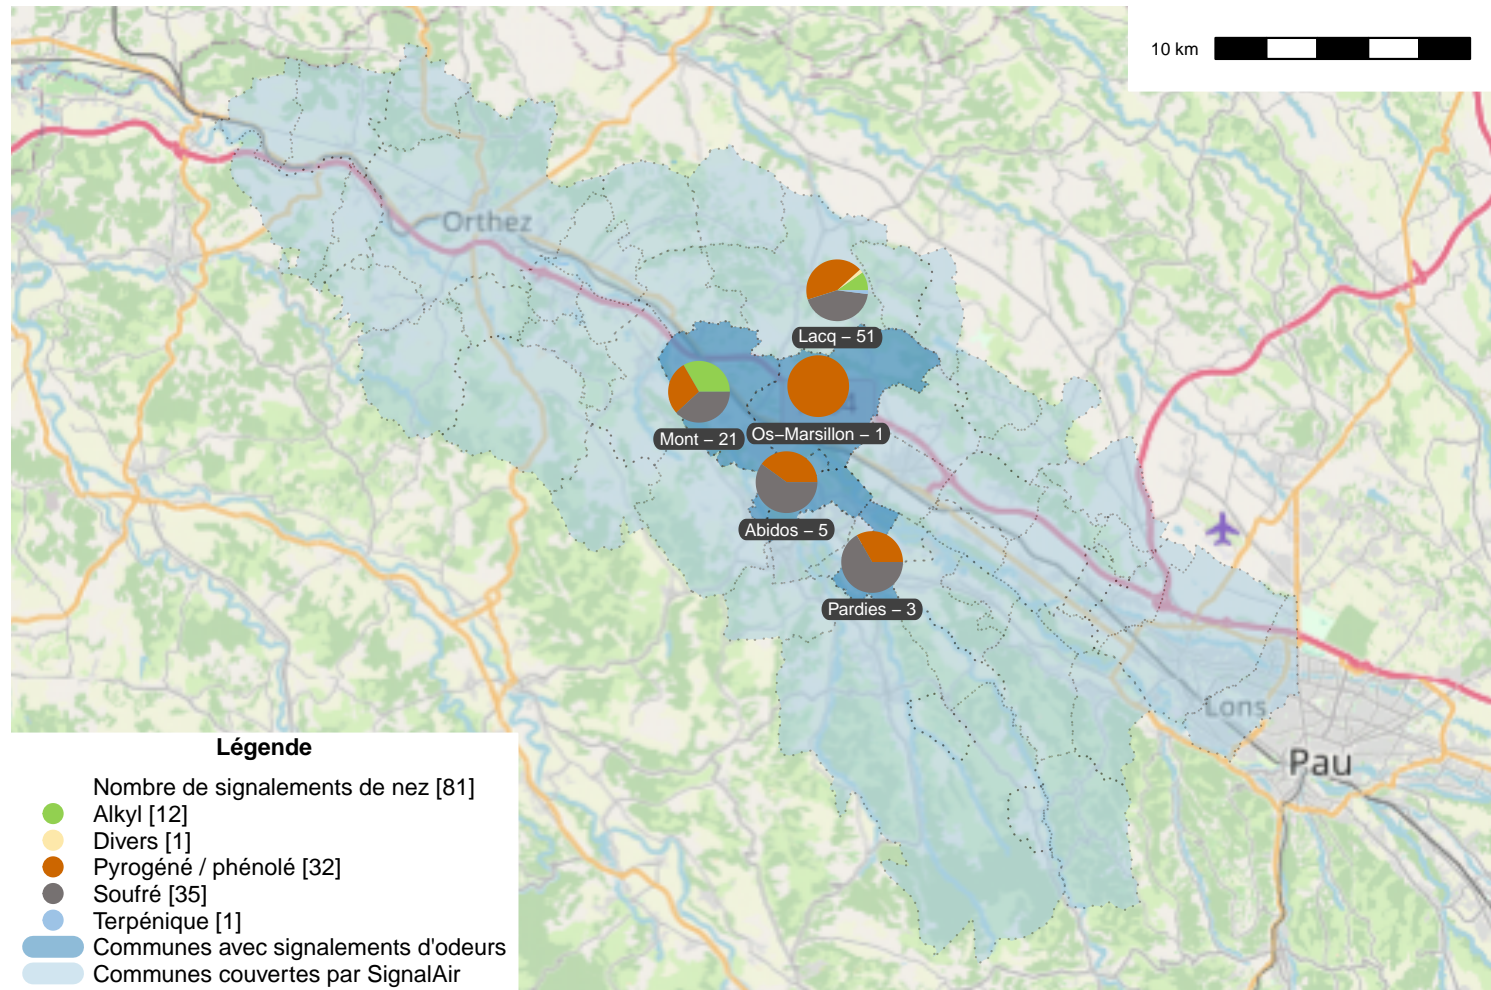 10 km
Orthez
Lacq – 51
Mont – 21
Os–Marsillon – 1
Abidos – 5
Pardies – 3
Lons
Pau
Légende
Nombre de signalements de nez [81]
Alkyl [12]
Divers [1]
Pyrogéné / phénolé [32]
Soufré [35]
Terpénique [1]
Communes avec signalements d'odeurs
Communes couvertes par SignalAir